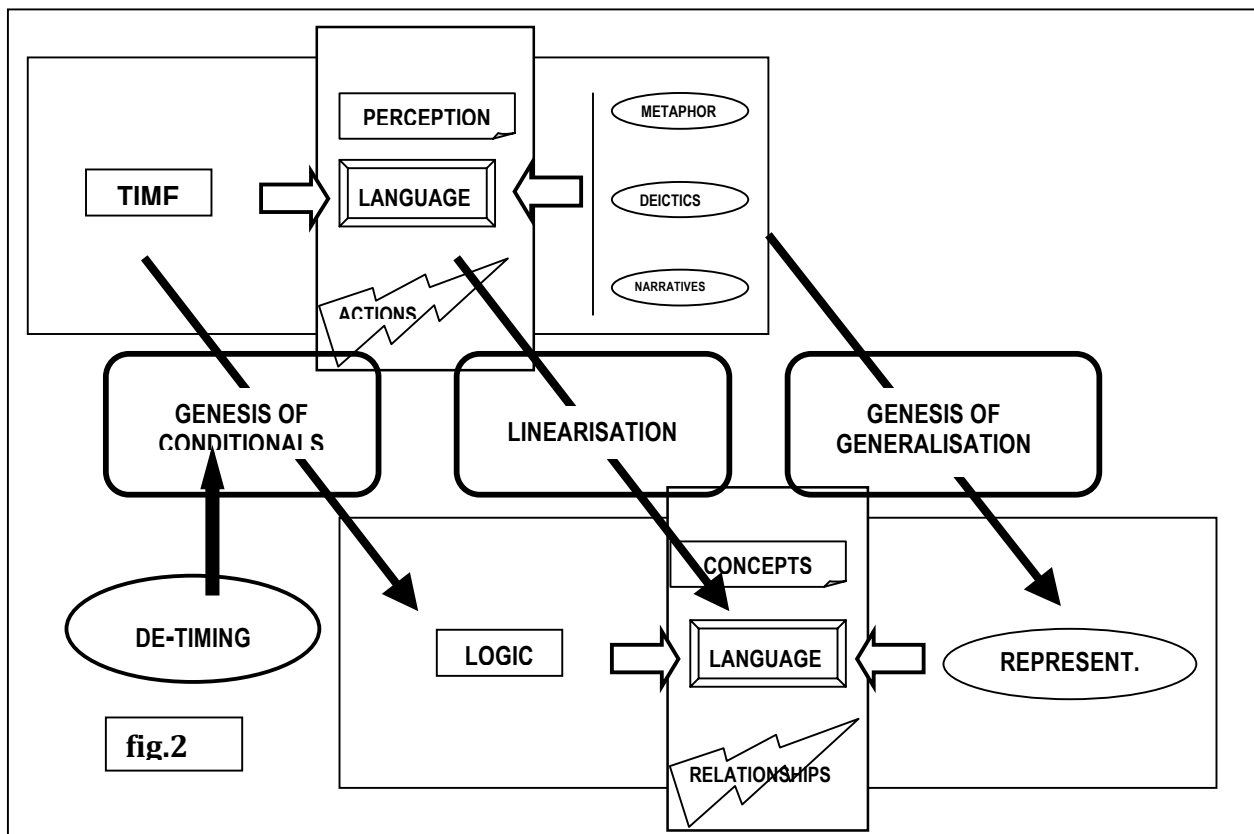 PERCEPTION
METAPHOR
TIME
LANGUAGE
DEICTICS
ACTIONS
NARRATIVES
GENESIS OF
CONDITIONALS
LINEARISATION
GENESIS OF
GENERALISATION
CONCEPTS
DE-TIMING
LOGIC
LANGUAGE
REPRESENT.
fig.2
RELATIONSHIPS